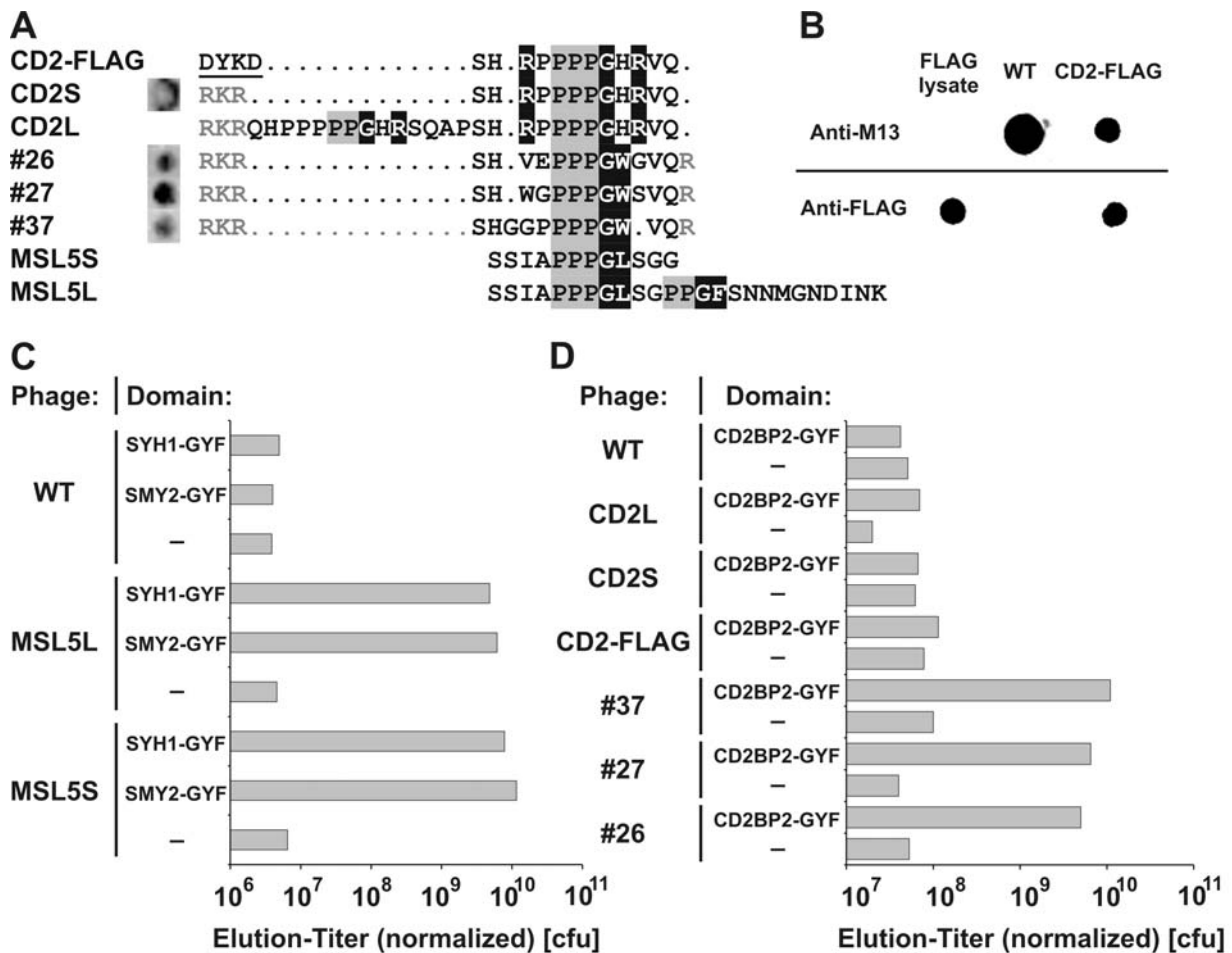 A
CD2-FLAG DYKD.............SH.RPPPPGHRVQ.
CD2S RKR..............SH.RPPPPGHRVQ.
CD2L RKRQHPPPPPGHRSQAPSH.RPPPPGHRVQ.
#26 RKR..............SH.VEPPPGWGVQR
#27 RKR..............SH.WGPPPGWSVQR
#37 RKR..............SHGGPPPPGW.VQR
MSL5S SSIAPPPGLSGG
MSL5L SSIAPPPGLSGPPGFSNNMGNDINK
B
FLAG lysate WT CD2-FLAG
Anti-M13
Anti-FLAG
C
Phage: Domain:
WT
SYH1-GYF
SMY2-GYF
–
MSL5L
SYH1-GYF
SMY2-GYF
–
MSL5S
SYH1-GYF
SMY2-GYF
–
10^6 10^7 10^8 10^9 10^10 10^11
Elution-Titer (normalized) [cfu]
D
Phage: Domain:
WT
CD2BP2-GYF
–
CD2L
CD2BP2-GYF
–
CD2S
CD2BP2-GYF
–
CD2-FLAG
CD2BP2-GYF
–
#37
CD2BP2-GYF
–
#27
CD2BP2-GYF
–
#26
CD2BP2-GYF
–
10^7 10^8 10^9 10^10 10^11
Elution-Titer (normalized) [cfu]